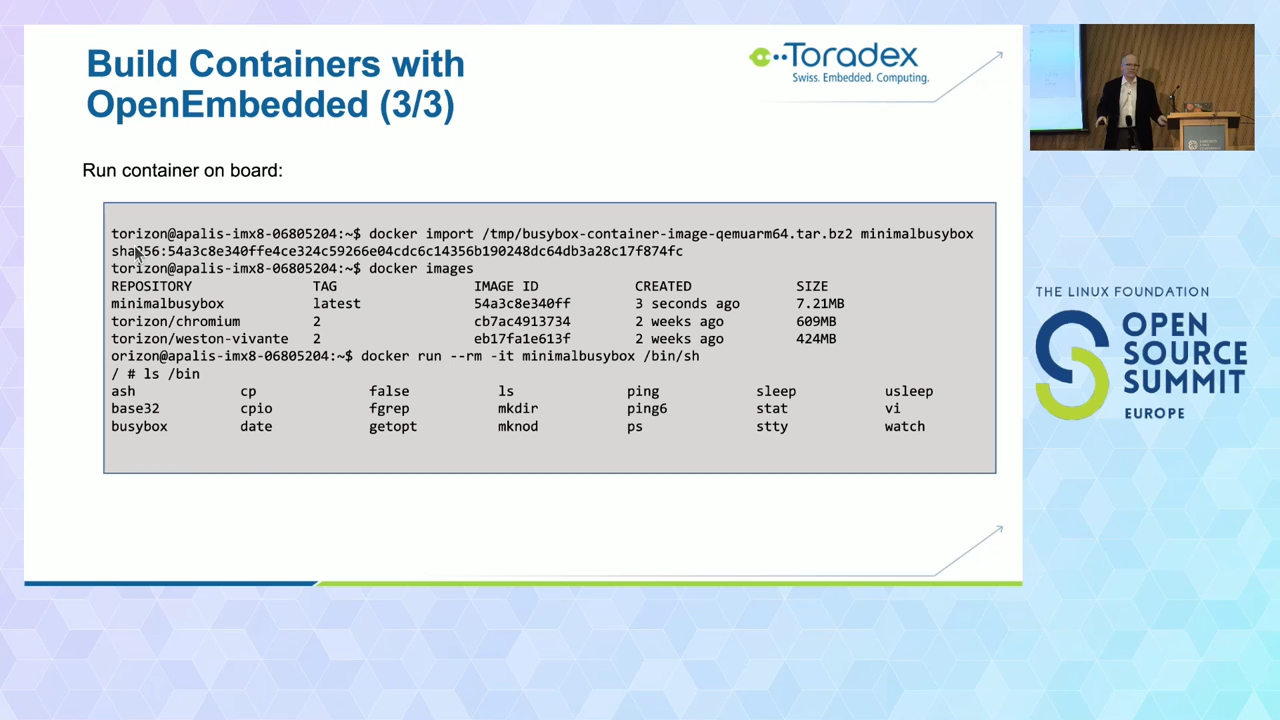 Build Containers with
OpenEmbedded (3/3)
Toradex
Swiss. Embedded. Computing.
Run container on board:
torizon@apalis-imx8-06805204:~$ docker import /tmp/busybox-container-image-qemuarm64.tar.bz2 minimalbusybox
sha256:54a3c8e340ffe4ce324c59266e04cdc6c14356b190248dc64db3a28c17f874fc
torizon@apalis-imx8-06805204:~$ docker images
REPOSITORY TAG IMAGE ID CREATED SIZE
minimalbusybox latest 54a3c8e340ff 3 seconds ago 7.21MB
torizon/chromium 2 cb7ac4913734 2 weeks ago 609MB
torizon/weston-vivante 2 eb17fa1e613f 2 weeks ago 424MB
orizon@apalis-imx8-06805204:~$ docker run --rm -it minimalbusybox /bin/sh
/ # ls /bin
ash cp false ls ping sleep usleep
base32 cpio fgrep mkdir ping6 stat vi
busybox date getopt mknod ps stty watch
THE LINUX FOUNDATION
OPEN
SOURCE
SUMMIT
EUROPE